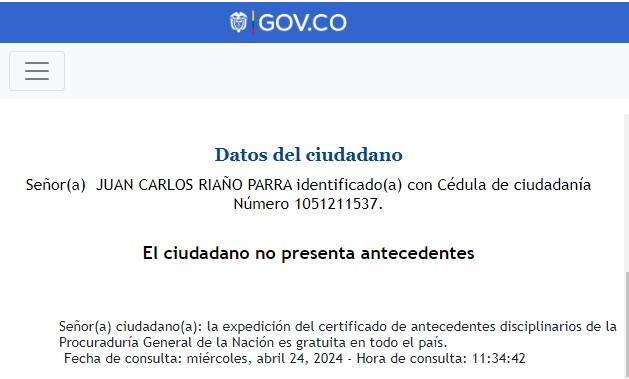 GOV.CO
Datos del ciudadano
Señor(a)  JUAN CARLOS RIAÑO PARRA identificado(a) con Cédula de ciudadanía
Número 1051211537.
El ciudadano no presenta antecedentes
Señor(a) ciudadano(a): la expedición del certificado de antecedentes disciplinarios de la
Procuraduría General de la Nación es gratuita en todo el país.
Fecha de consulta: miércoles, abril 24, 2024 - Hora de consulta: 11:34:42